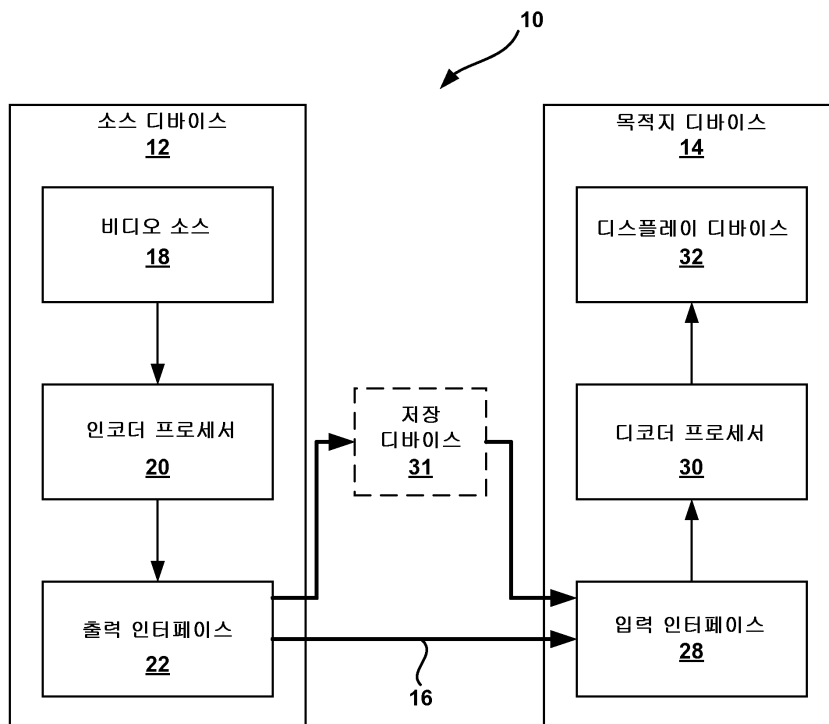 10
소스 디바이스
12
비디오 소스
18
인코더 프로세서
20
출력 인터페이스
22
저장
디바이스
31
16
목적지 디바이스
14
디스플레이 디바이스
32
디코더 프로세서
30
입력 인터페이스
28